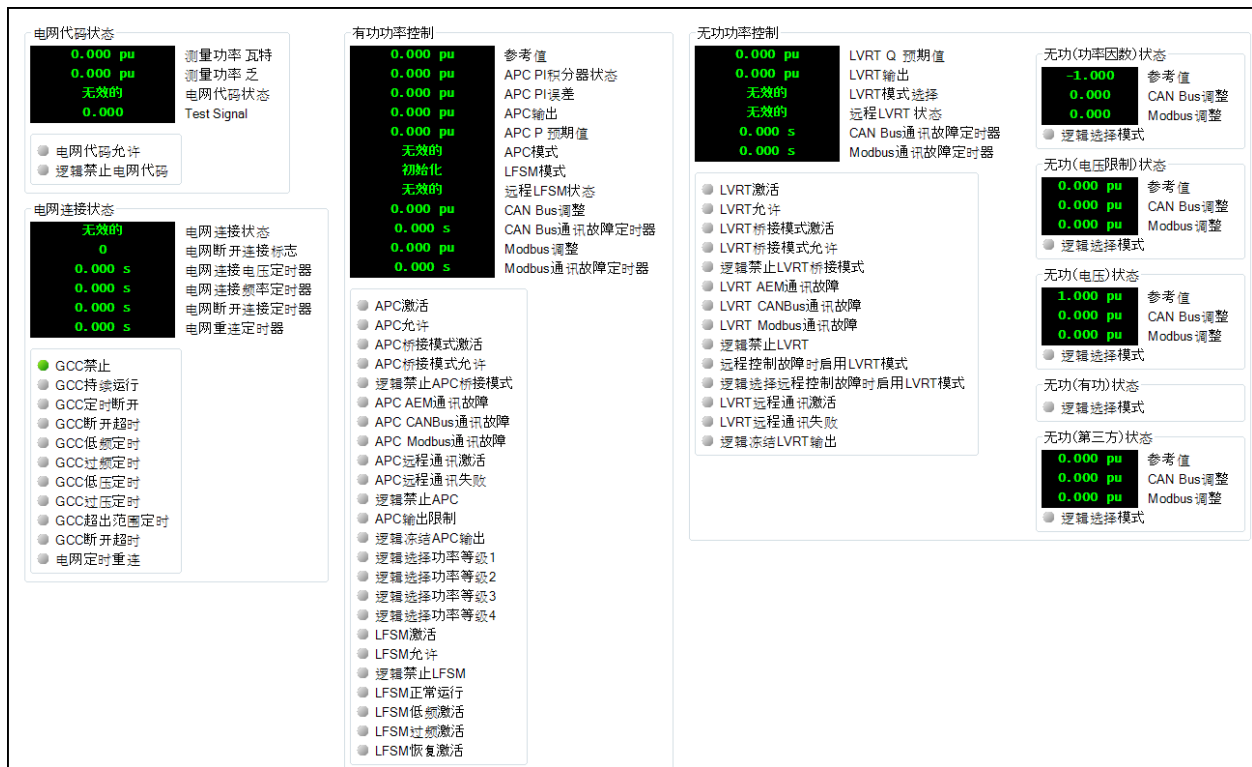 电网代码状态
0.000 pu 测量功率 瓦特
0.000 pu 测量功率 乏
无效的 电网代码状态
0.000 Test Signal
电网代码允许
逻辑禁止电网代码
电网连接状态
无效的 电网连接状态
0 电网断开连接标志
0.000 s 电网连接电压定时器
0.000 s 电网连接频率定时器
0.000 s 电网断开连接定时器
0.000 s 电网重连定时器
GCC禁止
GCC持续运行
GCC定时断开
GCC断开超时
GCC低频定时
GCC过频定时
GCC低压定时
GCC过压定时
GCC超出范围定时
GCC断开超时
电网定时重连
有功功率控制
0.000 pu 参考值
0.000 pu APC PI积分器状态
0.000 pu APC PI误差
0.000 pu APC输出
0.000 pu APC P 预期值
无效的 APC模式
初始化 LFSM模式
无效的 远程LFSM状态
0.000 pu CAN Bus调整
0.000 s CAN Bus通讯故障定时器
0.000 pu Modbus调整
0.000 s Modbus通讯故障定时器
APC激活
APC允许
APC桥接模式激活
APC桥接模式允许
逻辑禁止APC桥接模式
APC AEM通讯故障
APC CANBus通讯故障
APC Modbus通讯故障
APC远程通讯激活
APC远程通讯失败
逻辑禁止APC
APC输出限制
逻辑冻结APC输出
逻辑选择功率等级1
逻辑选择功率等级2
逻辑选择功率等级3
逻辑选择功率等级4
LFSM激活
LFSM允许
逻辑禁止LFSM
LFSM正常运行
LFSM低频激活
LFSM过频激活
LFSM恢复激活
无功功率控制
0.000 pu LVRT Q 预期值
0.000 pu LVRT输出
无效的 LVRT模式选择
无效的 远程LVRT 状态
0.000 s CAN Bus通讯故障定时器
0.000 s Modbus通讯故障定时器
LVRT激活
LVRT允许
LVRT桥接模式激活
LVRT桥接模式允许
逻辑禁止LVRT桥接模式
LVRT AEM通讯故障
LVRT CANBus通讯故障
LVRT Modbus通讯故障
逻辑禁止LVRT
远程控制故障时启用LVRT模式
逻辑选择远程控制故障时启用LVRT模式
LVRT远程通讯激活
LVRT远程通讯失败
逻辑冻结LVRT输出
无功(功率因数)状态
-1.000 参考值
0.000 CAN Bus调整
0.000 Modbus调整
逻辑选择模式
无功(电压限制)状态
0.000 pu 参考值
0.000 pu CAN Bus调整
0.000 pu Modbus调整
逻辑选择模式
无功(电压)状态
1.000 pu 参考值
0.000 pu CAN Bus调整
0.000 pu Modbus调整
逻辑选择模式
无功(有功)状态
逻辑选择模式
无功(第三方)状态
0.000 pu 参考值
0.000 pu CAN Bus调整
0.000 pu Modbus调整
逻辑选择模式